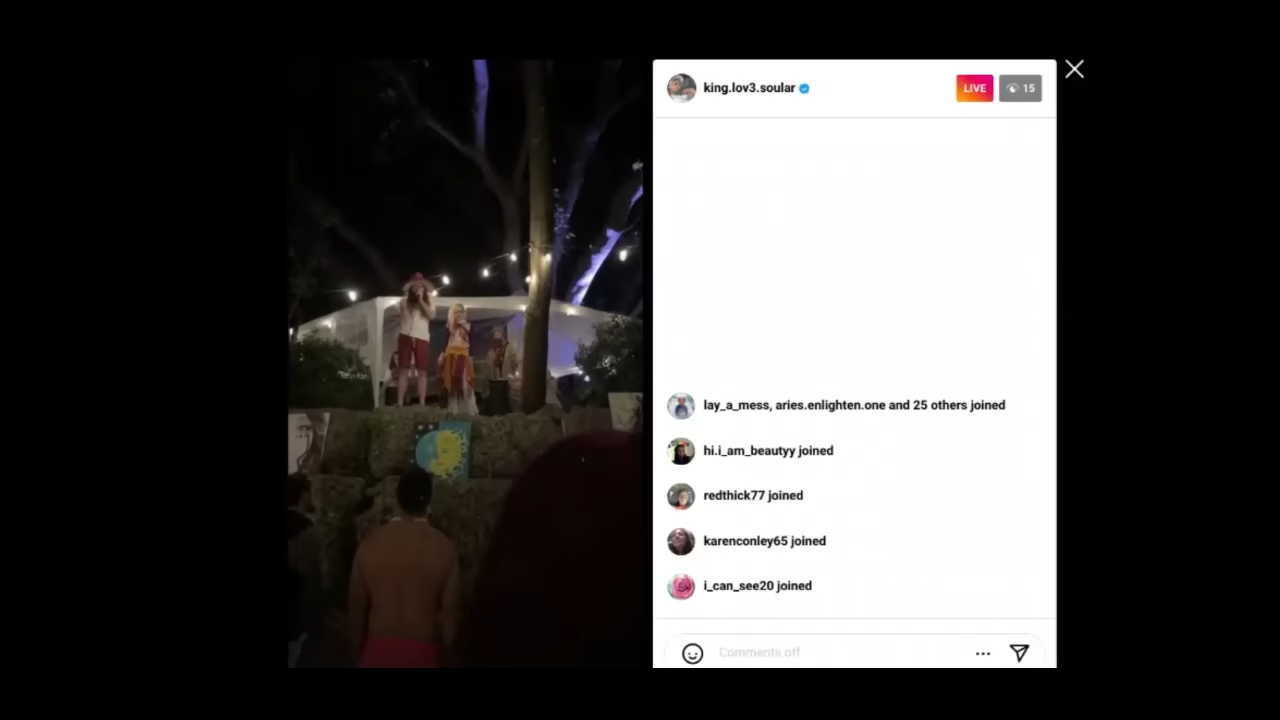 king.lov3.soular
LIVE
15
lay_a_mess, aries.enlighten.one and 25 others joined
hi.i_am_beautyy joined
redthick77 joined
karenconley65 joined
i_can_see20 joined
Comments off